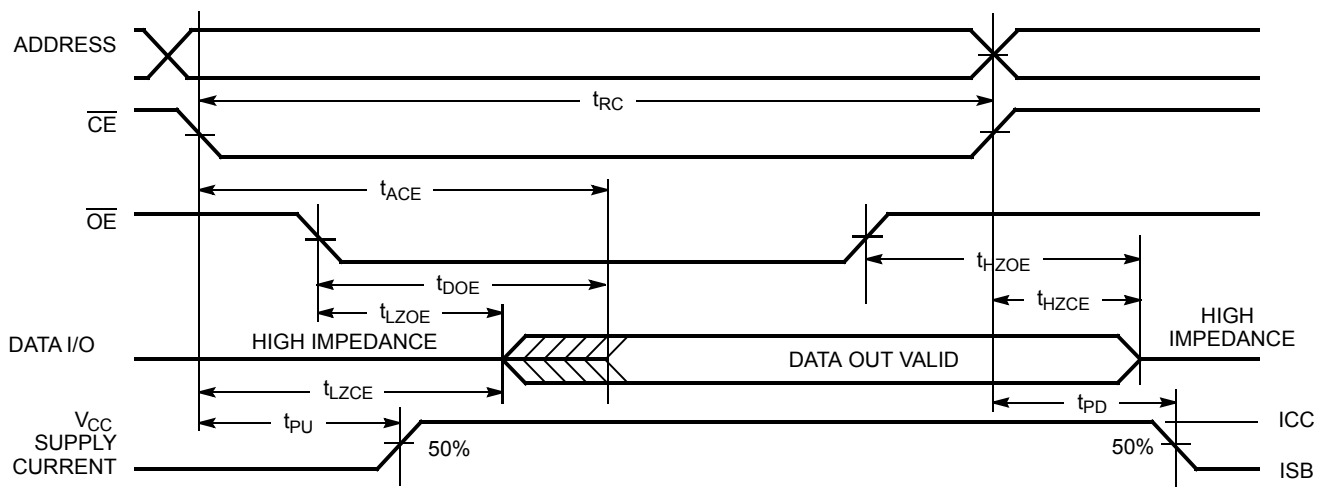 ADDRESS
tRC
CE
tACE
OE
tHZOE
tDOE
tHZCE
tLZOE
HIGH
IMPEDANCE
HIGH IMPEDANCE
DATA I/O
DATA OUT VALID
tLZCE
tPD
VCC
SUPPLY
CURRENT
tPU
50%
50%
ICC
ISB